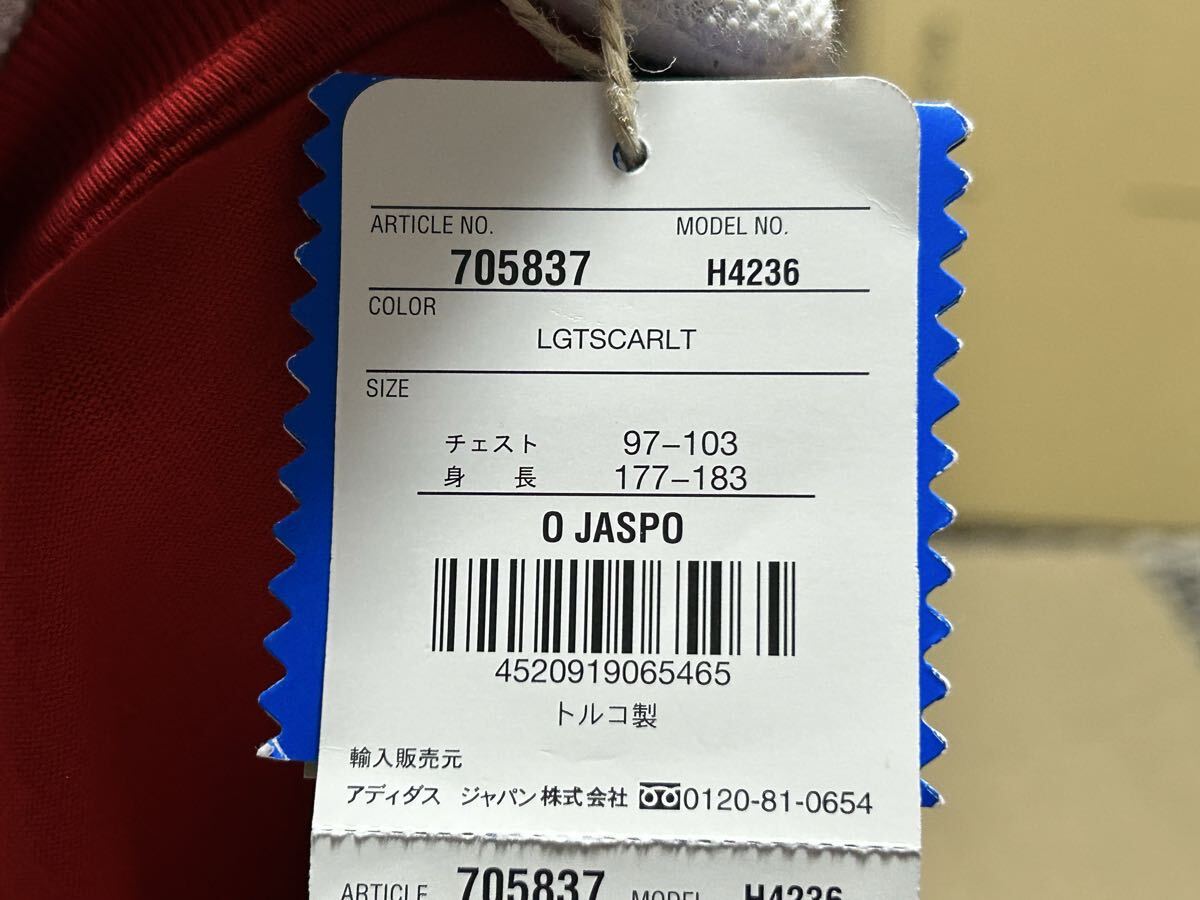 ARTICLE NO. MODEL NO.
705837 H4236
COLOR
LGTSCARLT
SIZE
チェスト 97-103
身 長 177-183
O JASPO
4520919065465
トルコ製
輸入販売元
アディダス ジャパン株式会社 0120-81-0654
ARTICLE 705837 MODEL H4236